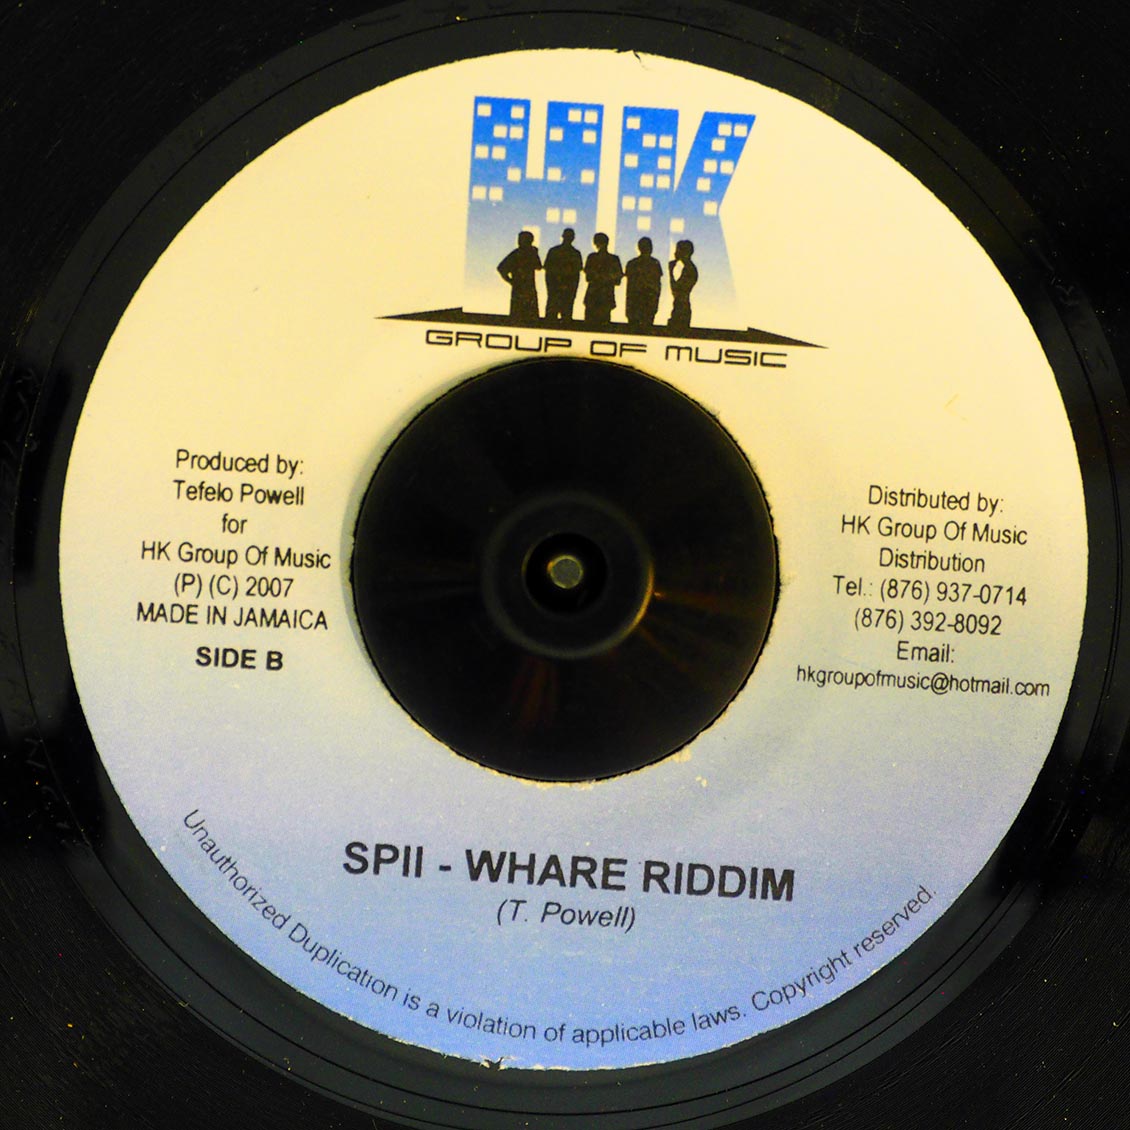 HK
GROUP OF MUSIC
Produced by:
Tefelo Powell
for
HK Group Of Music
(P) (C) 2007
MADE IN JAMAICA
SIDE B
Distributed by:
HK Group Of Music
Distribution
Tel.: (876) 937-0714
(876) 392-8092
Email:
hkgroupofmusic@hotmail.com
SPII - WHARE RIDDIM
(T. Powell)
Unauthorized Duplication is a violation of applicable laws. Copyright reserved.